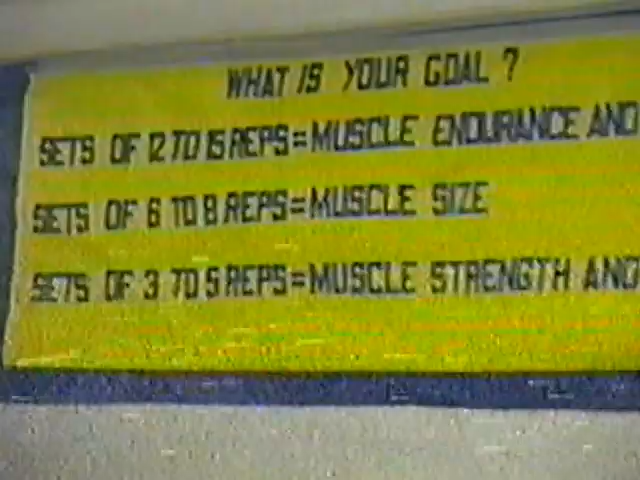 WHAT IS YOUR GOAL ?
SETS OF 12 TO 15 REPS=MUSCLE ENDURANCE AND
SETS OF 6 TO 8 REPS=MUSCLE SIZE
SETS OF 3 TO 5 REPS=MUSCLE STRENGTH AND